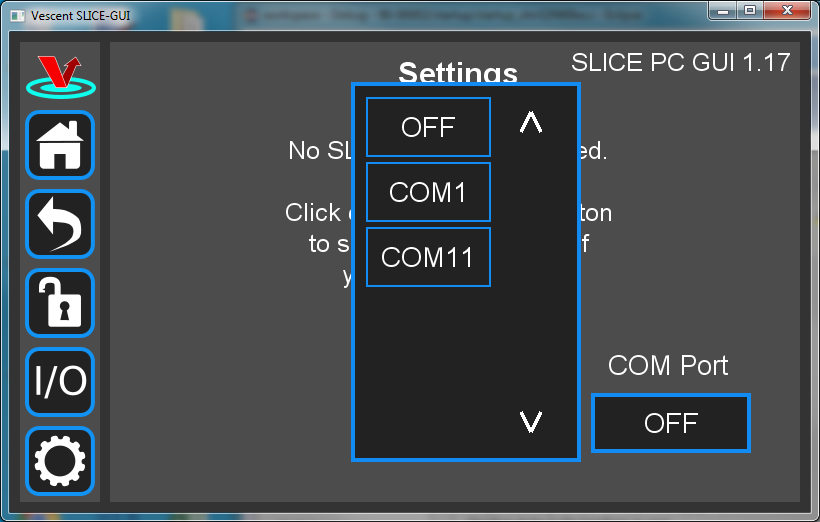 Vescent SLICE-GUI
SLICE PC GUI 1.17
Settings
No SL ed.
Click ton
to s f
y
OFF
COM1
COM11
I/O
COM Port
OFF